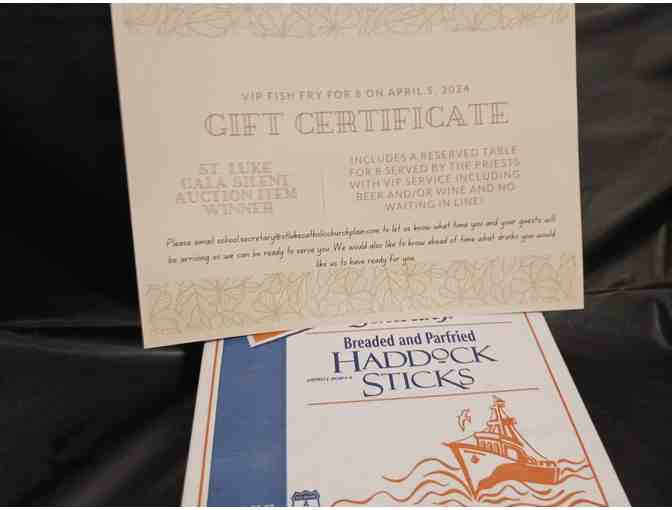 VIP FISH FRY FOR 8 ON APRIL 5, 2024
GIFT CERTIFICATE
ST. LUKE
GALA SILENT
AUCTION ITEM
WINNER
INCLUDES A RESERVED TABLE
FOR 8 SERVED BY THE PRIESTS
WITH VIP SERVICE INCLUDING
BEER AND/OR WINE AND NO
WAITING IN LINE!
Please email schoolsecretary@stlukecatholicchurchplain.com to let us know what time you and your guests will
be arriving so we can be ready to serve you. We would also like to know ahead of time what drinks you would
like us to have ready for you.
Breaded and Parfried
HADDOCK
STICKS